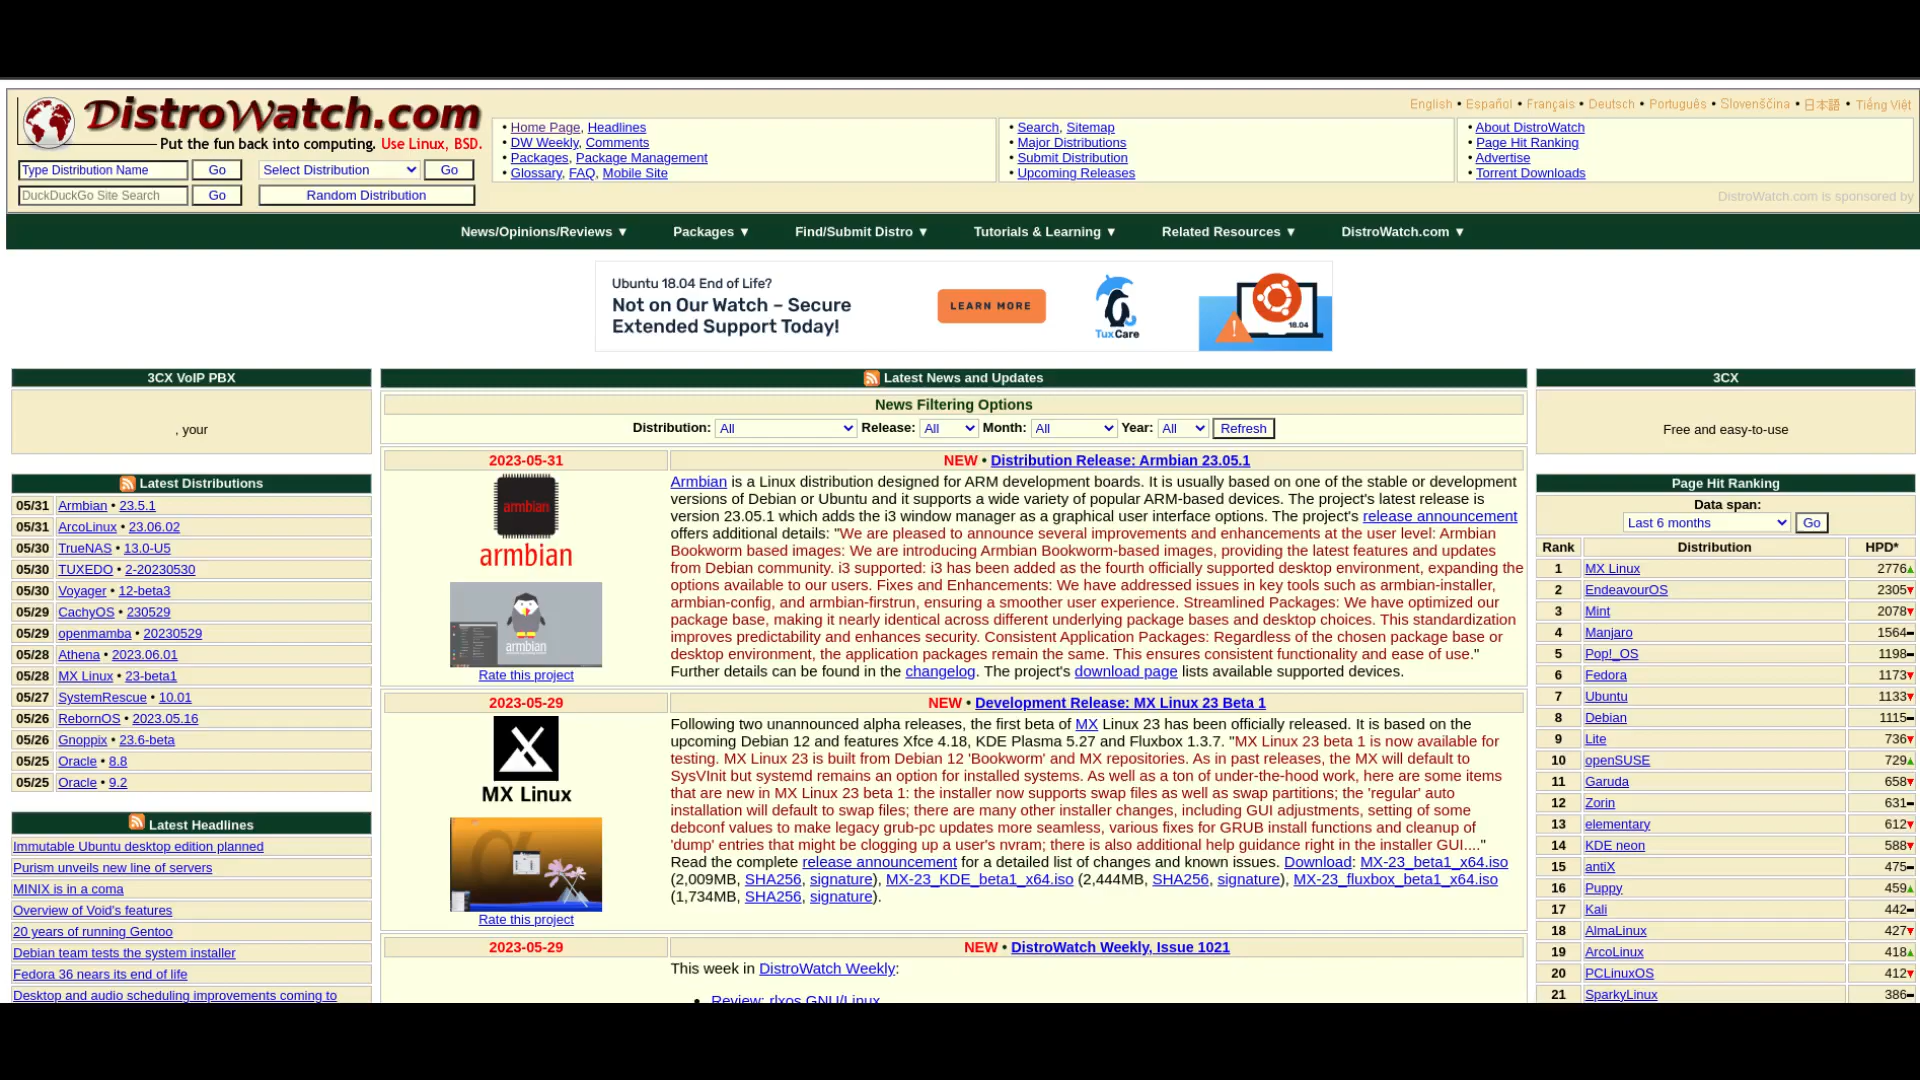 DistroWatch.com
Put the fun back into computing. Use Linux, BSD.
English • Español • Français • Deutsch • Português • Slovenščina • 日本語 • Tiếng Việt
Type Distribution Name Go Select Distribution Go
DuckDuckGo Site Search Go Random Distribution
• Home Page, Headlines
• DW Weekly, Comments
• Packages, Package Management
• Glossary, FAQ, Mobile Site
• Search, Sitemap
• Major Distributions
• Submit Distribution
• Upcoming Releases
• About DistroWatch
• Page Hit Ranking
• Advertise
• Torrent Downloads
DistroWatch.com is sponsored by
News/Opinions/Reviews ▼ Packages ▼ Find/Submit Distro ▼ Tutorials & Learning ▼ Related Resources ▼ DistroWatch.com ▼
Ubuntu 18.04 End of Life?
Not on Our Watch – Secure
Extended Support Today!
LEARN MORE
TuxCare
18.04
3CX VoIP PBX
, your
Latest Distributions
05/31 Armbian • 23.5.1
05/31 ArcoLinux • 23.06.02
05/30 TrueNAS • 13.0-U5
05/30 TUXEDO • 2-20230530
05/30 Voyager • 12-beta3
05/29 CachyOS • 230529
05/29 openmamba • 20230529
05/28 Athena • 2023.06.01
05/28 MX Linux • 23-beta1
05/27 SystemRescue • 10.01
05/26 RebornOS • 2023.05.16
05/26 Gnoppix • 23.6-beta
05/25 Oracle • 8.8
05/25 Oracle • 9.2
Latest Headlines
Immutable Ubuntu desktop edition planned
Purism unveils new line of servers
MINIX is in a coma
Overview of Void's features
20 years of running Gentoo
Debian team tests the system installer
Fedora 36 nears its end of life
Desktop and audio scheduling improvements coming to
Latest News and Updates
News Filtering Options
Distribution: All Release: All Month: All Year: All Refresh
2023-05-31
NEW • Distribution Release: Armbian 23.05.1
armbian
armbian
armbian
Rate this project
Armbian is a Linux distribution designed for ARM development boards. It is usually based on one of the stable or development
versions of Debian or Ubuntu and it supports a wide variety of popular ARM-based devices. The project's latest release is
version 23.05.1 which adds the i3 window manager as a graphical user interface options. The project's release announcement
offers additional details: "We are pleased to announce several improvements and enhancements at the user level: Armbian
Bookworm based images: We are introducing Armbian Bookworm-based images, providing the latest features and updates
from Debian community. i3 supported: i3 has been added as the fourth officially supported desktop environment, expanding the
options available to our users. Fixes and Enhancements: We have addressed issues in key tools such as armbian-installer,
armbian-config, and armbian-firstrun, ensuring a smoother user experience. Streamlined Packages: We have optimized our
package base, making it nearly identical across different underlying package bases and desktop choices. This standardization
improves predictability and enhances security. Consistent Application Packages: Regardless of the chosen package base or
desktop environment, the application packages remain the same. This ensures consistent functionality and ease of use."
Further details can be found in the changelog. The project's download page lists available supported devices.
2023-05-29
NEW • Development Release: MX Linux 23 Beta 1
MX Linux
Rate this project
Following two unannounced alpha releases, the first beta of MX Linux 23 has been officially released. It is based on the
upcoming Debian 12 and features Xfce 4.18, KDE Plasma 5.27 and Fluxbox 1.3.7. "MX Linux 23 beta 1 is now available for
testing. MX Linux 23 is built from Debian 12 'Bookworm' and MX repositories. As in past releases, the MX will default to
SysVInit but systemd remains an option for installed systems. As well as a ton of under-the-hood work, here are some items
that are new in MX Linux 23 beta 1: the installer now supports swap files as well as swap partitions; the 'regular' auto
installation will default to swap files; there are many other installer changes, including GUI adjustments, setting of some
debconf values to make legacy grub-pc updates more seamless, various fixes for GRUB install functions and cleanup of
'dump' entries that might be clogging up a user's nvram; there is also additional help guidance right in the installer GUI...."
Read the complete release announcement for a detailed list of changes and known issues. Download: MX-23_beta1_x64.iso
(2,009MB, SHA256, signature), MX-23_KDE_beta1_x64.iso (2,444MB, SHA256, signature), MX-23_fluxbox_beta1_x64.iso
(1,734MB, SHA256, signature).
2023-05-29
NEW • DistroWatch Weekly, Issue 1021
This week in DistroWatch Weekly:
• Review: rlxos GNU/Linux
3CX
Free and easy-to-use
Page Hit Ranking
Data span:
Last 6 months Go
Rank Distribution HPD*
1 MX Linux 2776
2 EndeavourOS 2305
3 Mint 2078
4 Manjaro 1564
5 Pop!_OS 1198
6 Fedora 1173
7 Ubuntu 1133
8 Debian 1115
9 Lite 736
10 openSUSE 729
11 Garuda 658
12 Zorin 631
13 elementary 612
14 KDE neon 588
15 antiX 475
16 Puppy 459
17 Kali 442
18 AlmaLinux 427
19 ArcoLinux 418
20 PCLinuxOS 412
21 SparkyLinux 386